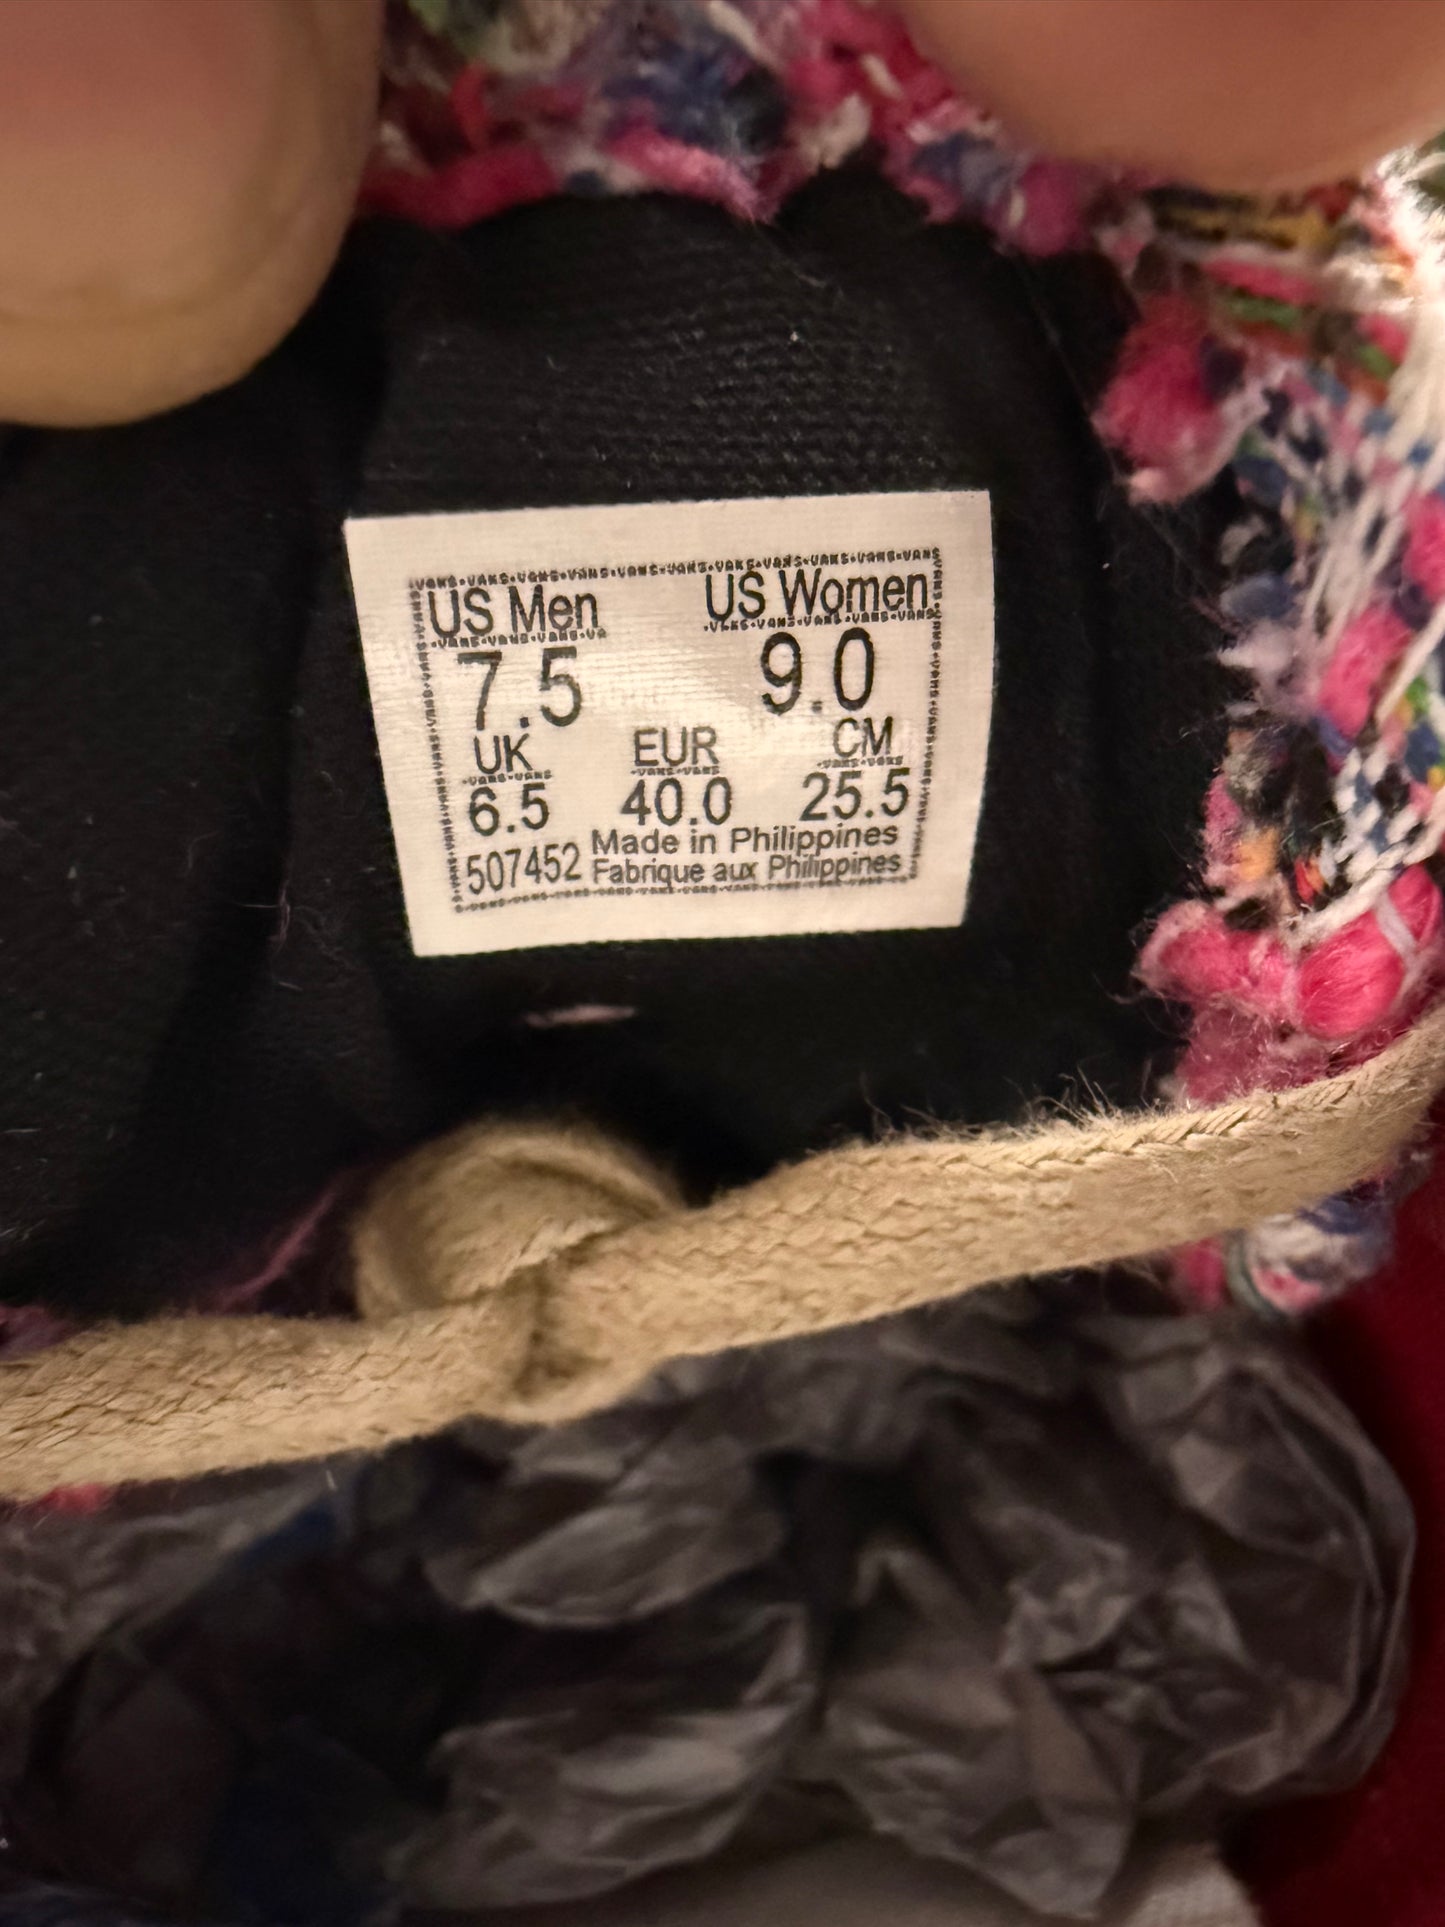 US Men US Women
7.5 9.0
UK EUR CM
6.5 40.0 25.5
507452 Made in Philippines
Fabrique aux Philippines